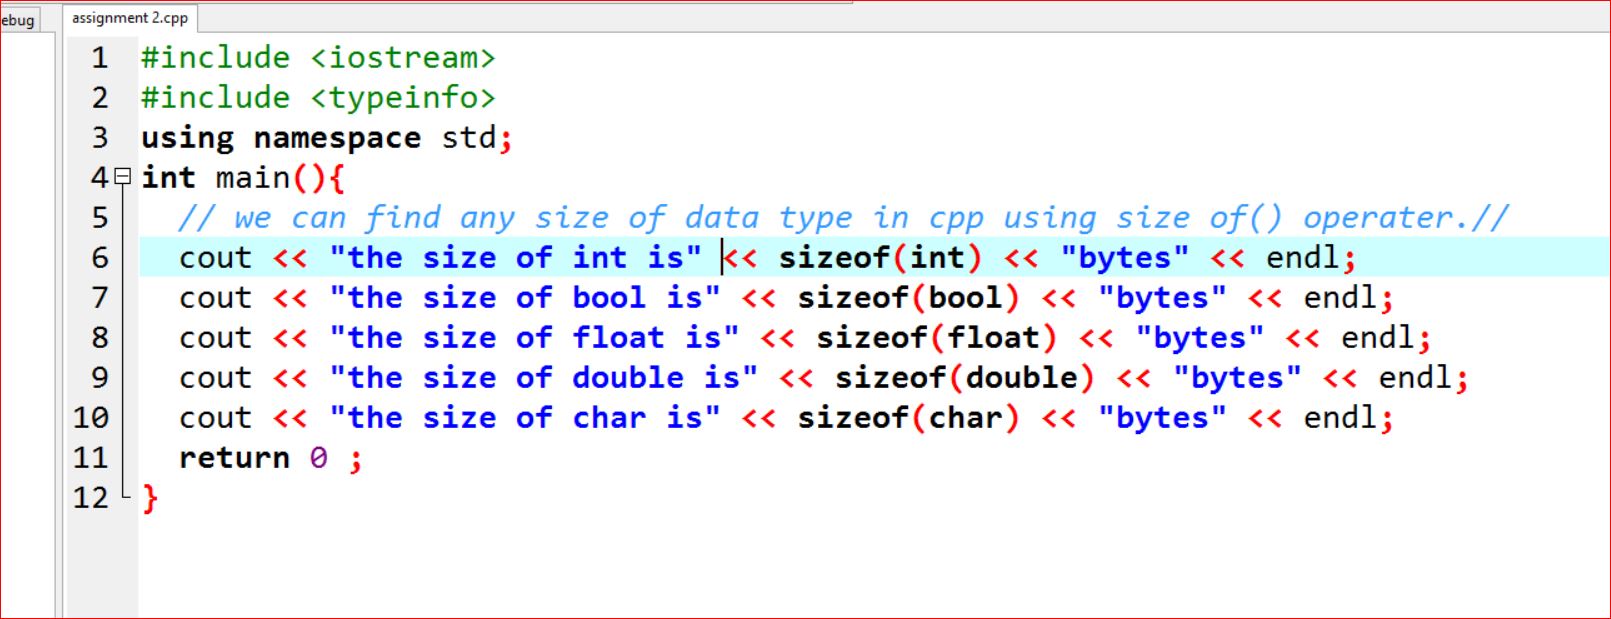 ebug
assignment 2.cpp
1 #include <iostream>
2 #include <typeinfo>
3 using namespace std;
4 int main(){
5 // we can find any size of data type in cpp using size of() operater.//
6 cout << "the size of int is" << sizeof(int) << "bytes" << endl;
7 cout << "the size of bool is" << sizeof(bool) << "bytes" << endl;
8 cout << "the size of float is" << sizeof(float) << "bytes" << endl;
9 cout << "the size of double is" << sizeof(double) << "bytes" << endl;
10 cout << "the size of char is" << sizeof(char) << "bytes" << endl;
11 return 0 ;
12 }